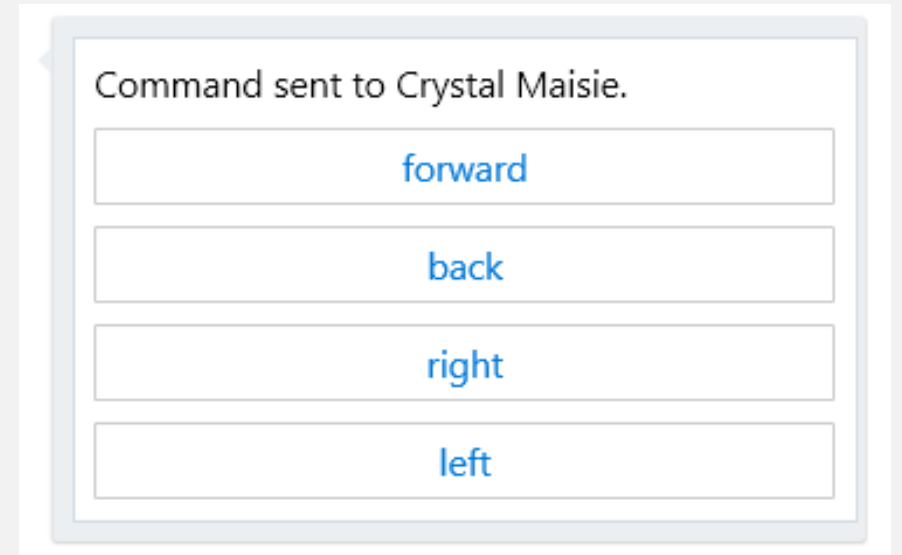 Command sent to Crystal Maisie.
forward
back
right
left